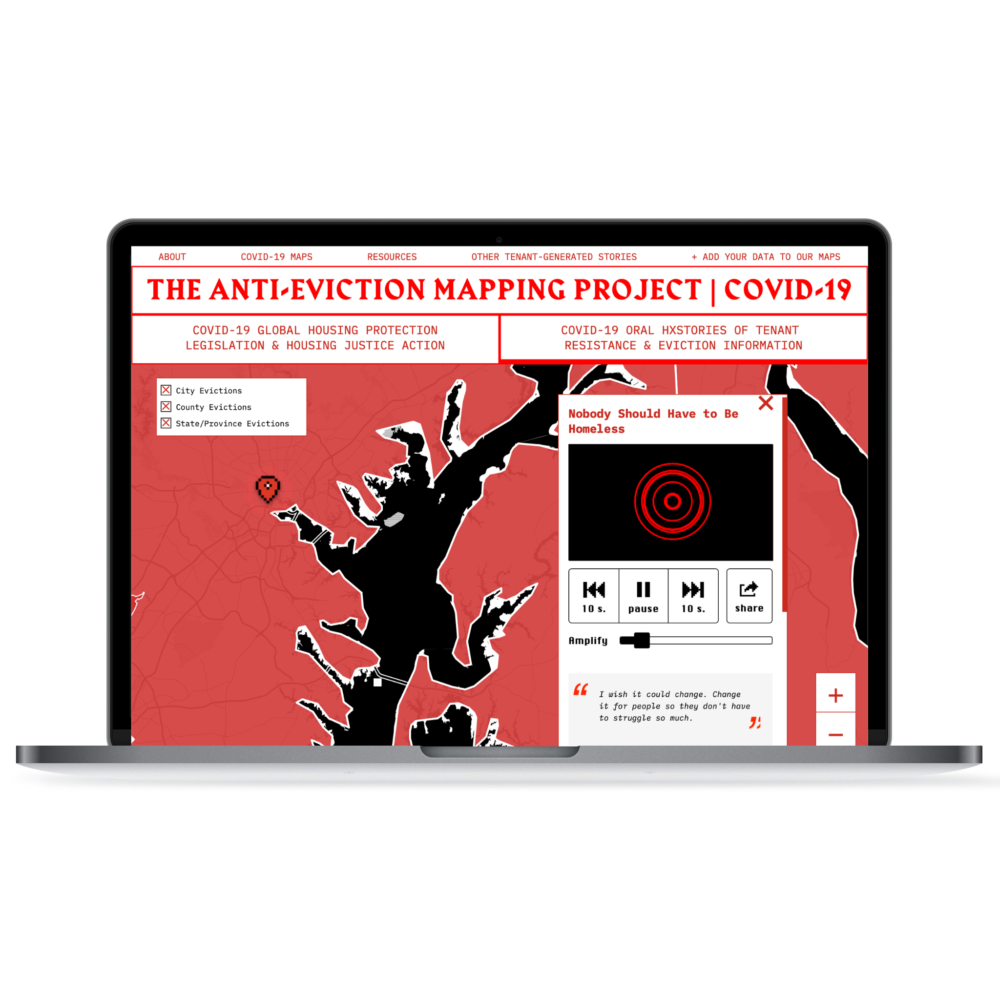 ABOUT
COVID-19 MAPS
RESOURCES
OTHER TENANT-GENERATED STORIES
+ ADD YOUR DATA TO OUR MAPS
THE ANTI-EVICTION MAPPING PROJECT | COVID-19
COVID-19 GLOBAL HOUSING PROTECTION
LEGISLATION & HOUSING JUSTICE ACTION
COVID-19 ORAL HXSTORIES OF TENANT
RESISTANCE & EVICTION INFORMATION
City Evictions
County Evictions
State/Province Evictions
Nobody Should Have to Be
Homeless
10 s.
pause
10 s.
share
Amplify
“ I wish it could change. Change
it for people so they don't have
to struggle so much. ”
+
−